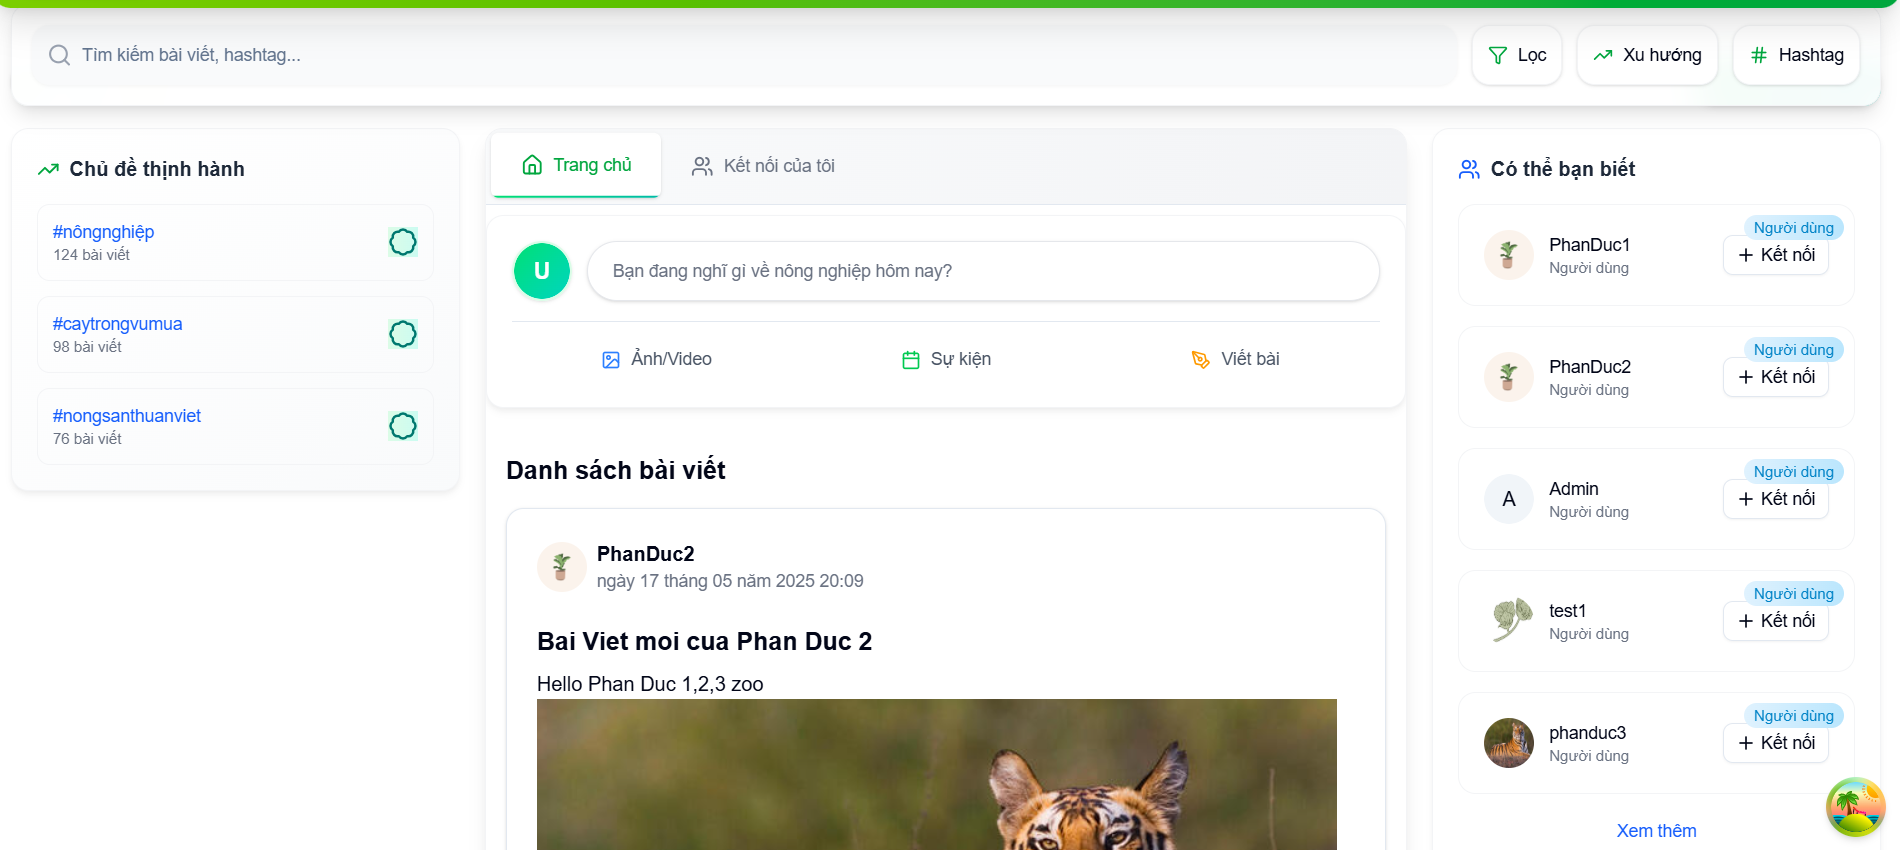 Tìm kiếm bài viết, hashtag...
Lọc
Xu hướng
Hashtag
Chủ đề thịnh hành
#nôngnghiệp
124 bài viết
#caytrongvumua
98 bài viết
#nongsanthuanviet
76 bài viết
Trang chủ
Kết nối của tôi
U
Bạn đang nghĩ gì về nông nghiệp hôm nay?
Ảnh/Video
Sự kiện
Viết bài
Danh sách bài viết
PhanDuc2
ngày 17 tháng 05 năm 2025 20:09
Bai Viet moi cua Phan Duc 2
Hello Phan Duc 1,2,3 zoo
Có thể bạn biết
Người dùng
PhanDuc1
Người dùng
Kết nối
Người dùng
PhanDuc2
Người dùng
Kết nối
Người dùng
A
Admin
Người dùng
Kết nối
Người dùng
test1
Người dùng
Kết nối
Người dùng
phanduc3
Người dùng
Kết nối
Xem thêm